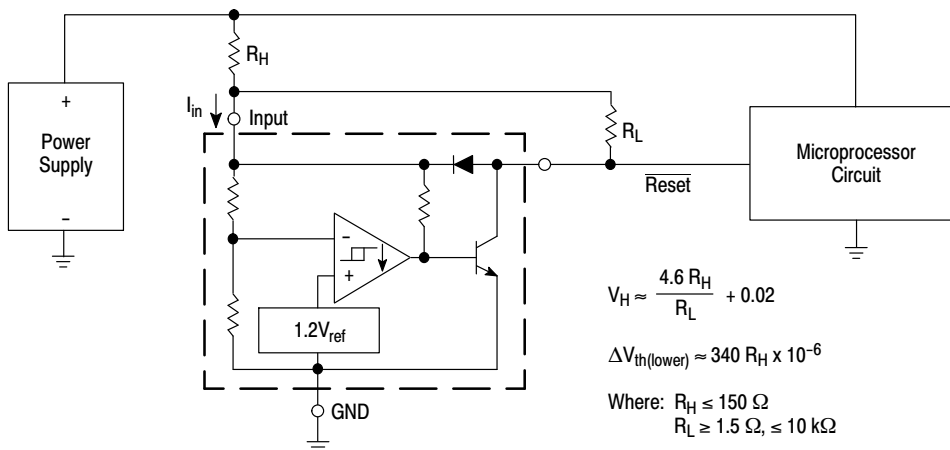 R_H
I_in
Input
+
Power
Supply
−
R_L
Reset
Microprocessor
Circuit
−
+
1.2V_ref
GND
V_H ≈ 4.6 R_H / R_L + 0.02
ΔV_th(lower) ≈ 340 R_H x 10^−6
Where: R_H ≤ 150 Ω
R_L ≥ 1.5 Ω, ≤ 10 kΩ